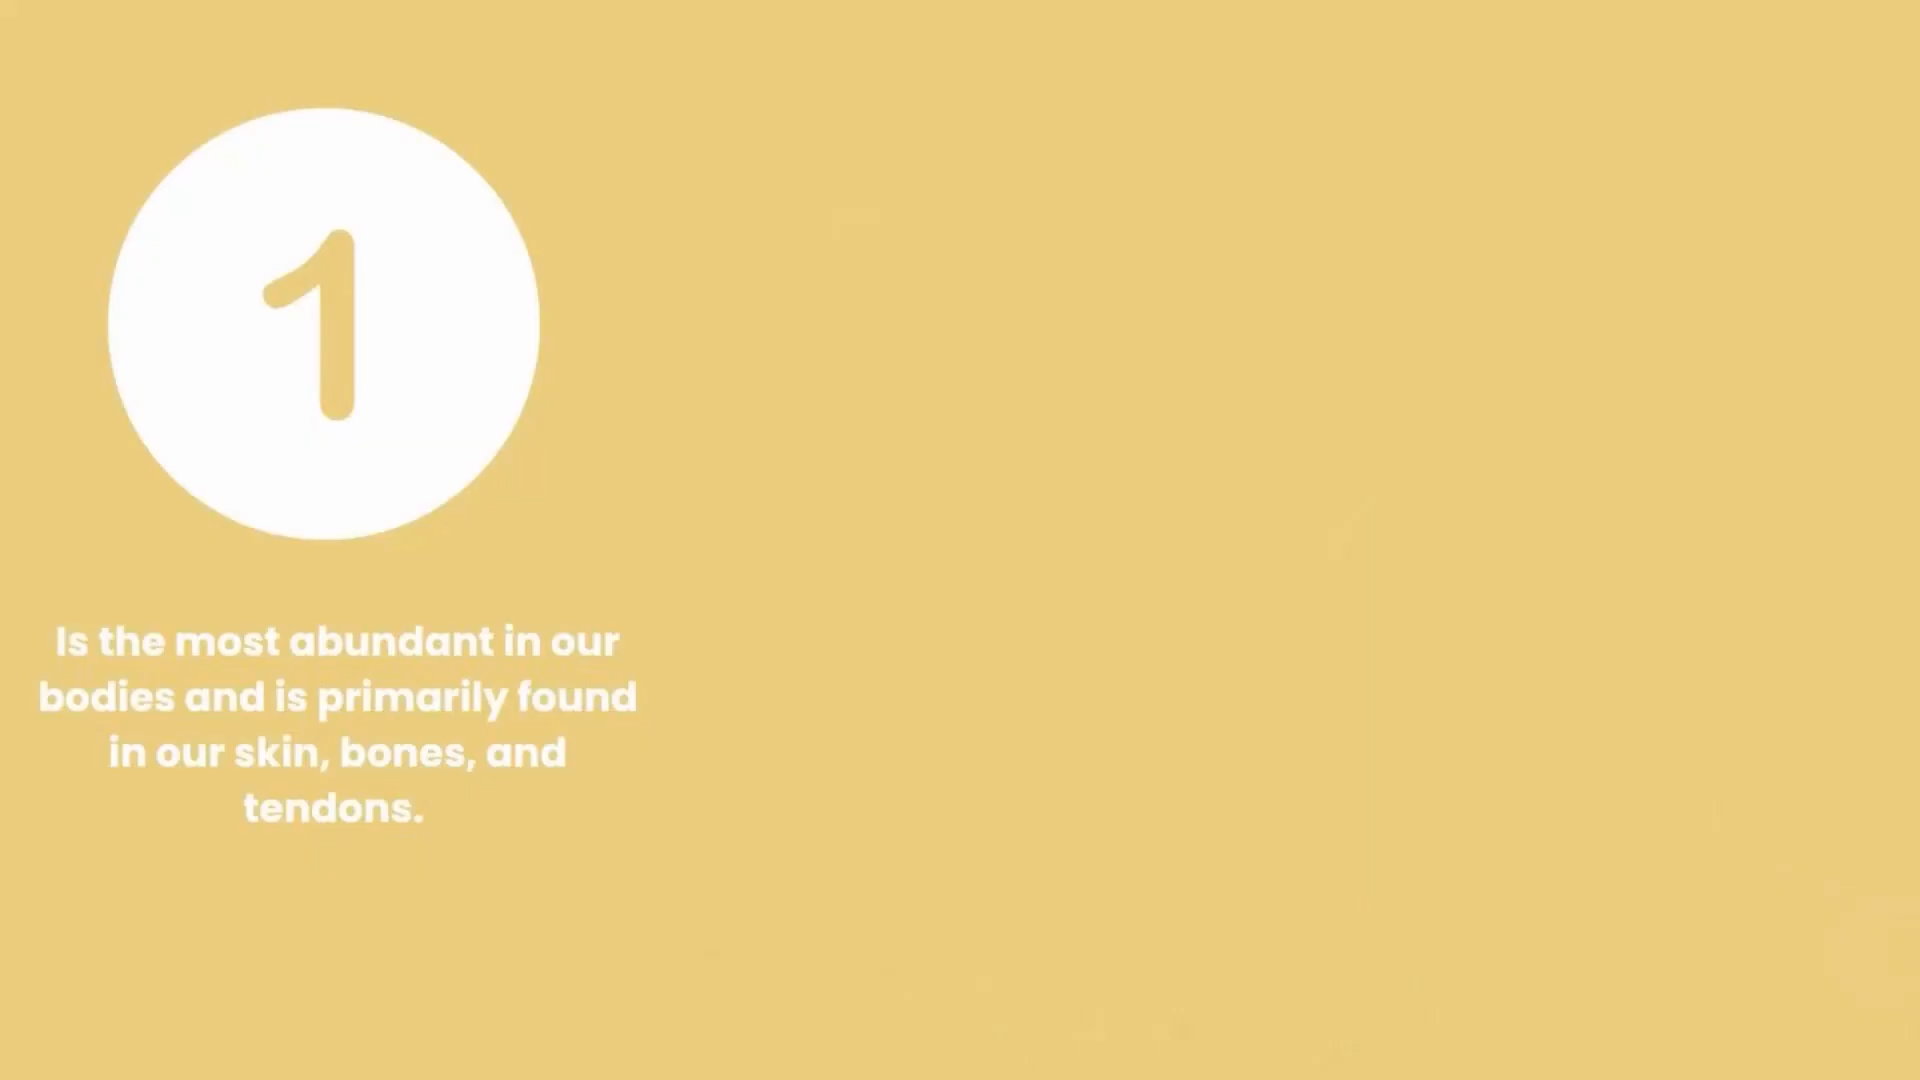 1
Is the most abundant in our
bodies and is primarily found
in our skin, bones, and
tendons.